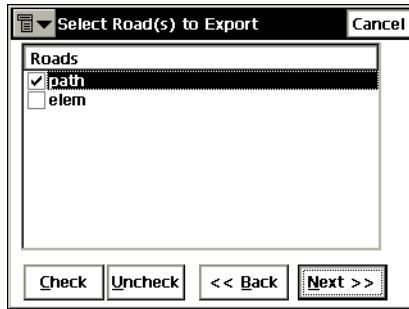 Select Road(s) to Export Cancel
Roads
path
elem
Check Uncheck << Back Next >>